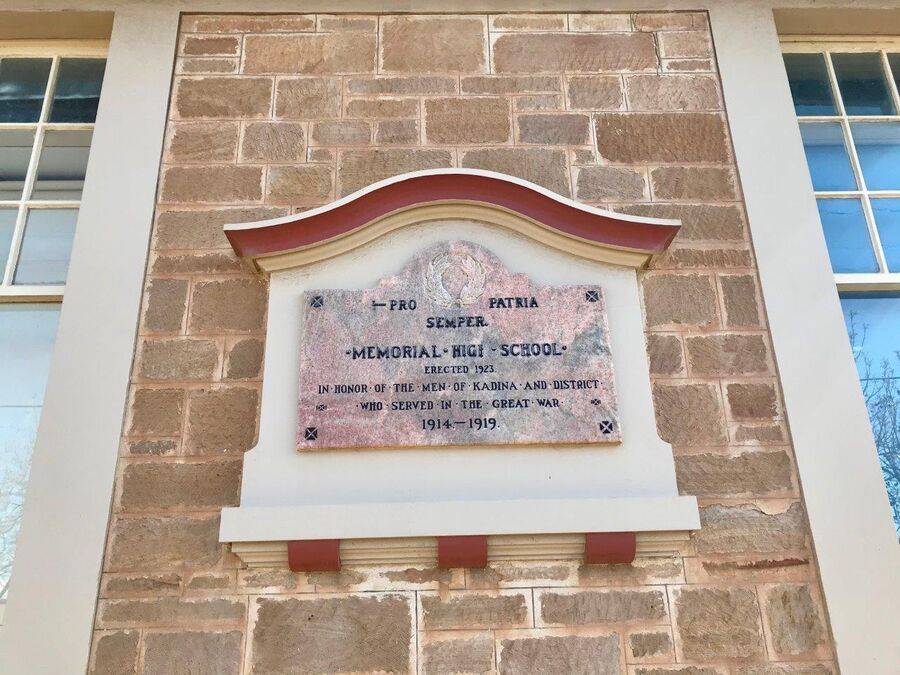 PRO PATRIA
SEMPER.
·MEMORIAL·HIGH·SCHOOL·
ERECTED 1923.
IN·HONOR·OF·THE·MEN·OF·KADINA·AND·DISTRICT·
·WHO·SERVED·IN·THE·GREAT·WAR·
1914.—1919.